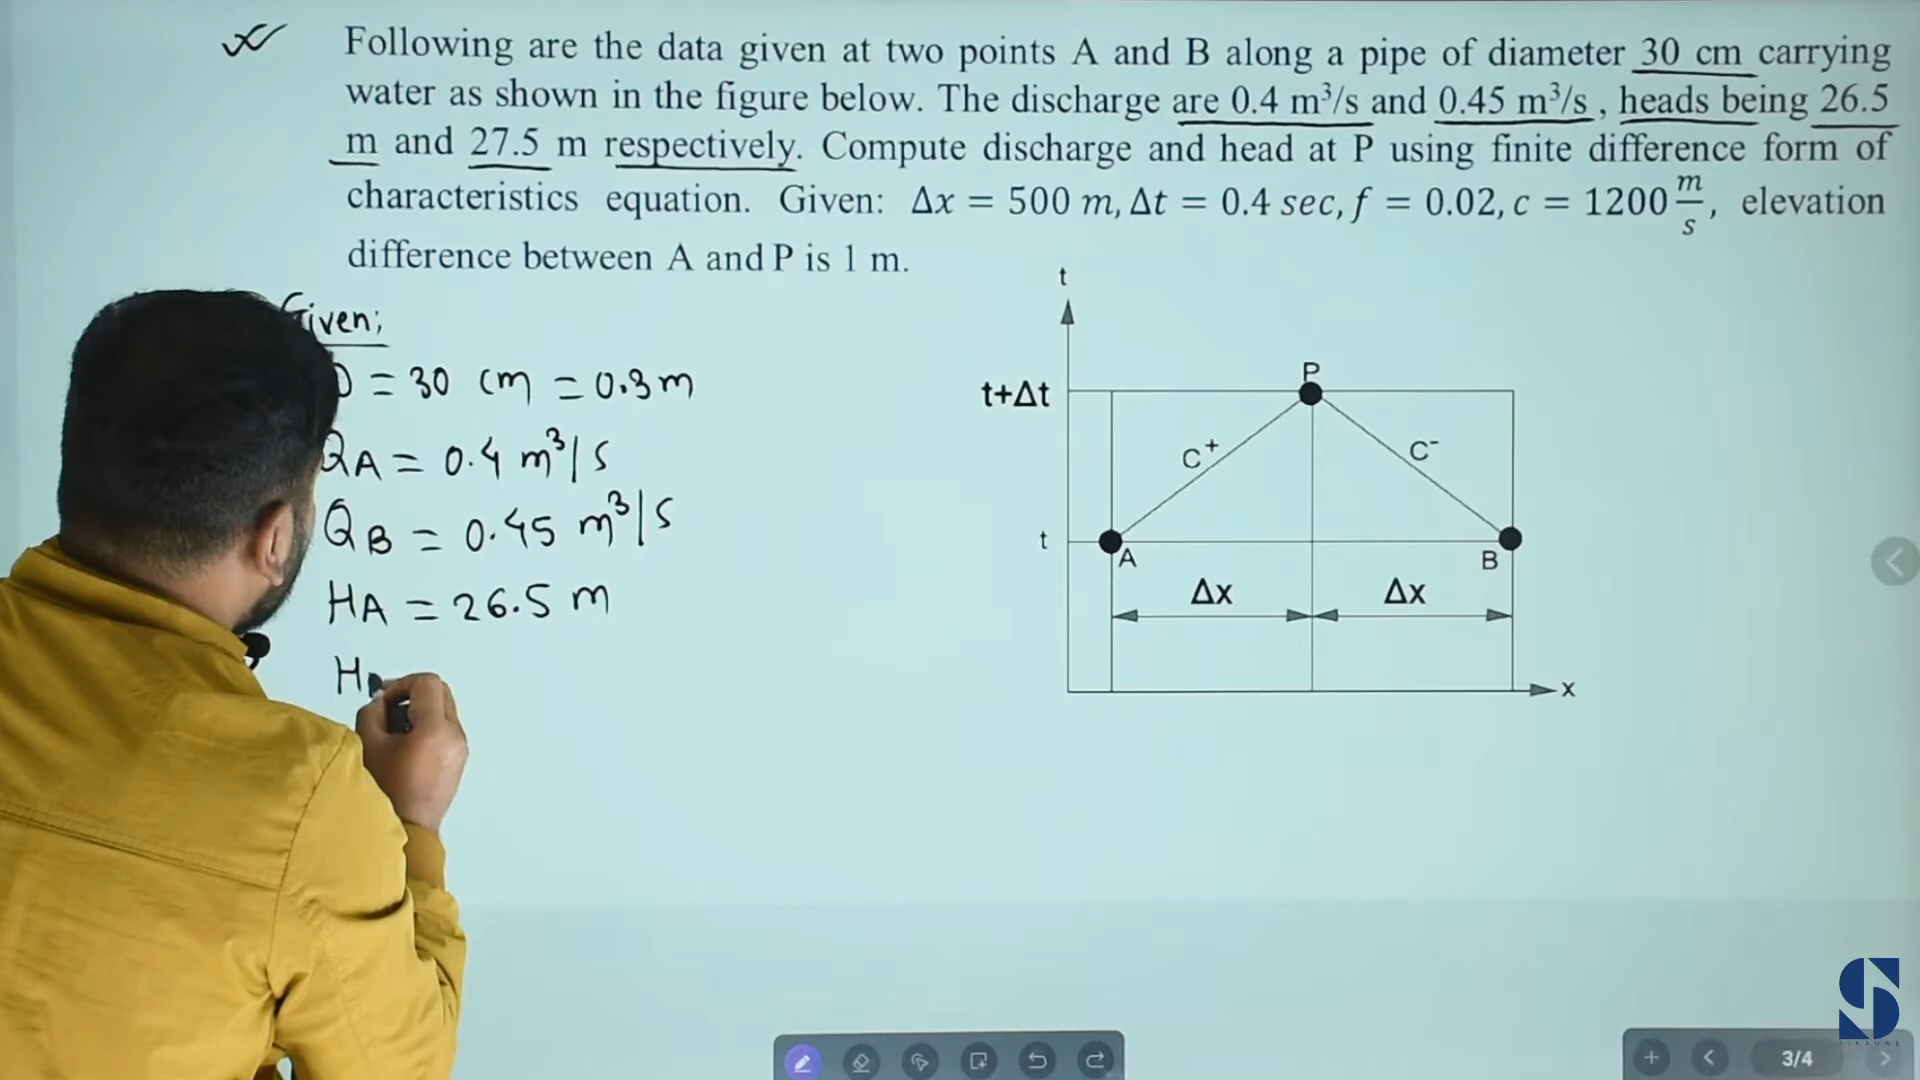 Following are the data given at two points A and B along a pipe of diameter 30 cm carrying
water as shown in the figure below. The discharge are 0.4 m³/s and 0.45 m³/s , heads being 26.5
m and 27.5 m respectively. Compute discharge and head at P using finite difference form of
characteristics equation. Given: Δx = 500 m, Δt = 0.4 sec, f = 0.02, c = 1200 m/s, elevation
difference between A and P is 1 m.
Given:
D = 30 cm = 0.3 m
QA = 0.4 m³/s
QB = 0.45 m³/s
HA = 26.5 m
H
t
P
t+Δt
C⁺
C⁻
t
A
B
Δx
Δx
x
3/4